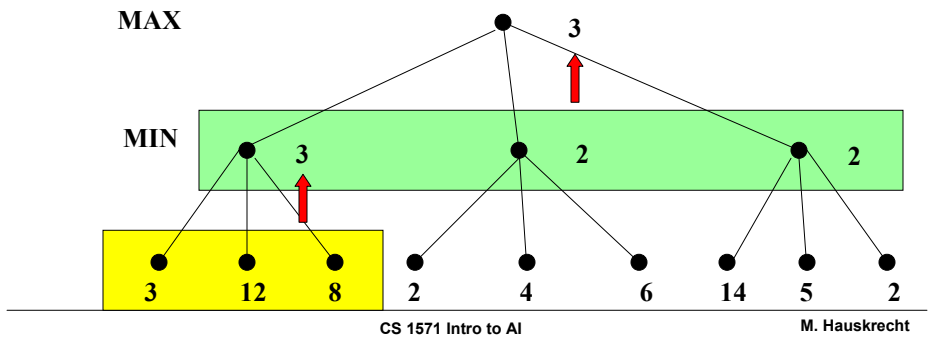 MAX 3
MIN 3 2 2
3 12 8 2 4 6 14 5 2
CS 1571 Intro to AI M. Hauskrecht